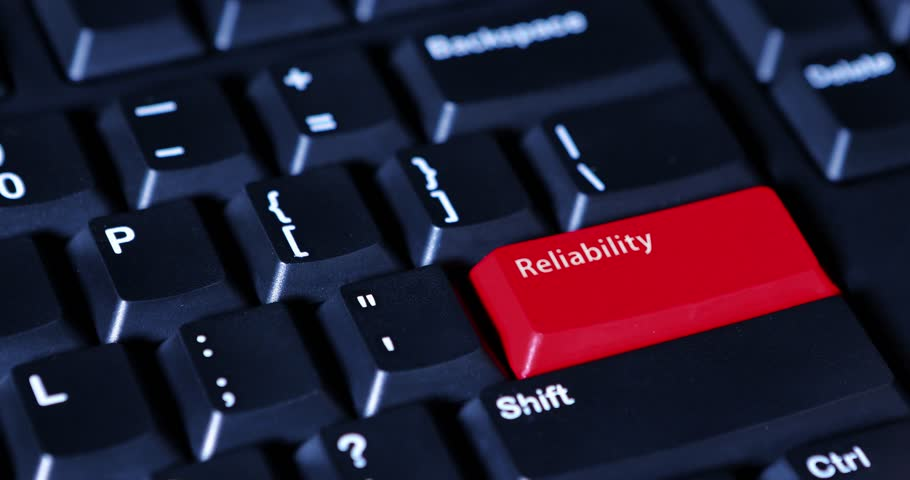 Backspace
Delete
+
=
—
–
|
\
}
]
{
[
P
0
Reliability
"
'
:
;
L
Shift
?
Ctrl